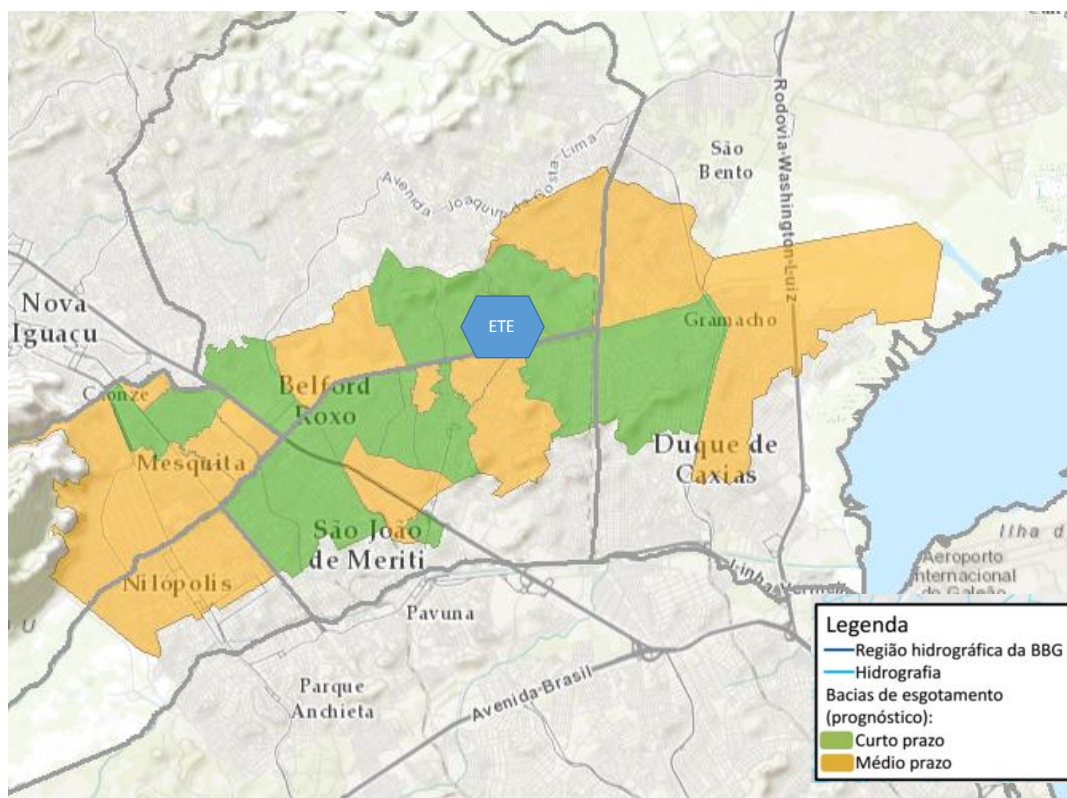 São
Bento
Rodovia-Washington-Luiz
Avenida-Joaquim da Costa-Lima
ETE
Nova
Iguaçu
Gramacho
Belford
Roxo
Mesquita
Duque de
Caxias
São João
de Meriti
Nilópolis
Ilha d
Aeroporto
nternacional
do Galeão
Linha
Pavuna
Parque
Anchieta
Avenida-Brasil
U
Legenda
Região hidrográfica da BBG
Hidrografia
Bacias de esgotamento
(prognóstico):
Curto prazo
Médio prazo